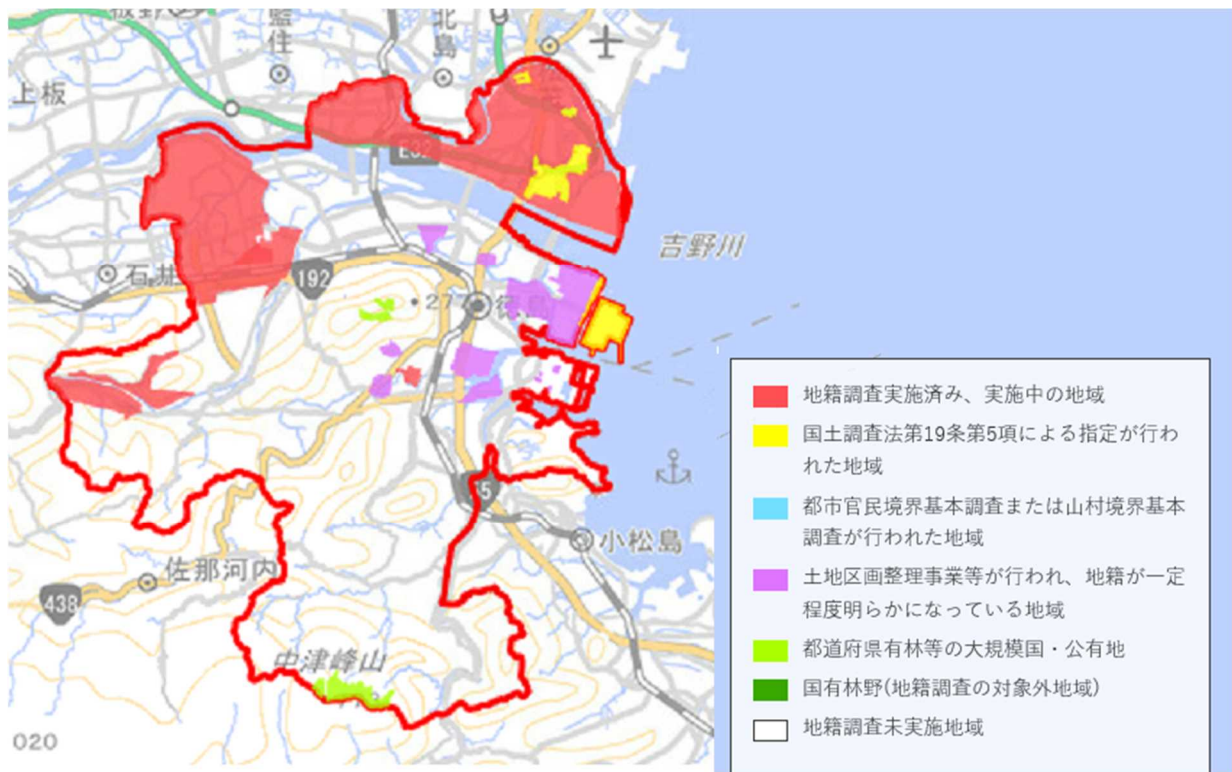 北島
藍住
上板
E32
吉野川
石井
192
277
小松島
佐那河内
438
中津峰山
020
地籍調査実施済み、実施中の地域
国土調査法第19条第5項による指定が行わ
れた地域
都市官民境界基本調査または山村境界基本
調査が行われた地域
土地区画整理事業等が行われ、地籍が一定
程度明らかになっている地域
都道府県有林等の大規模国・公有地
国有林野(地籍調査の対象外地域)
地籍調査未実施地域